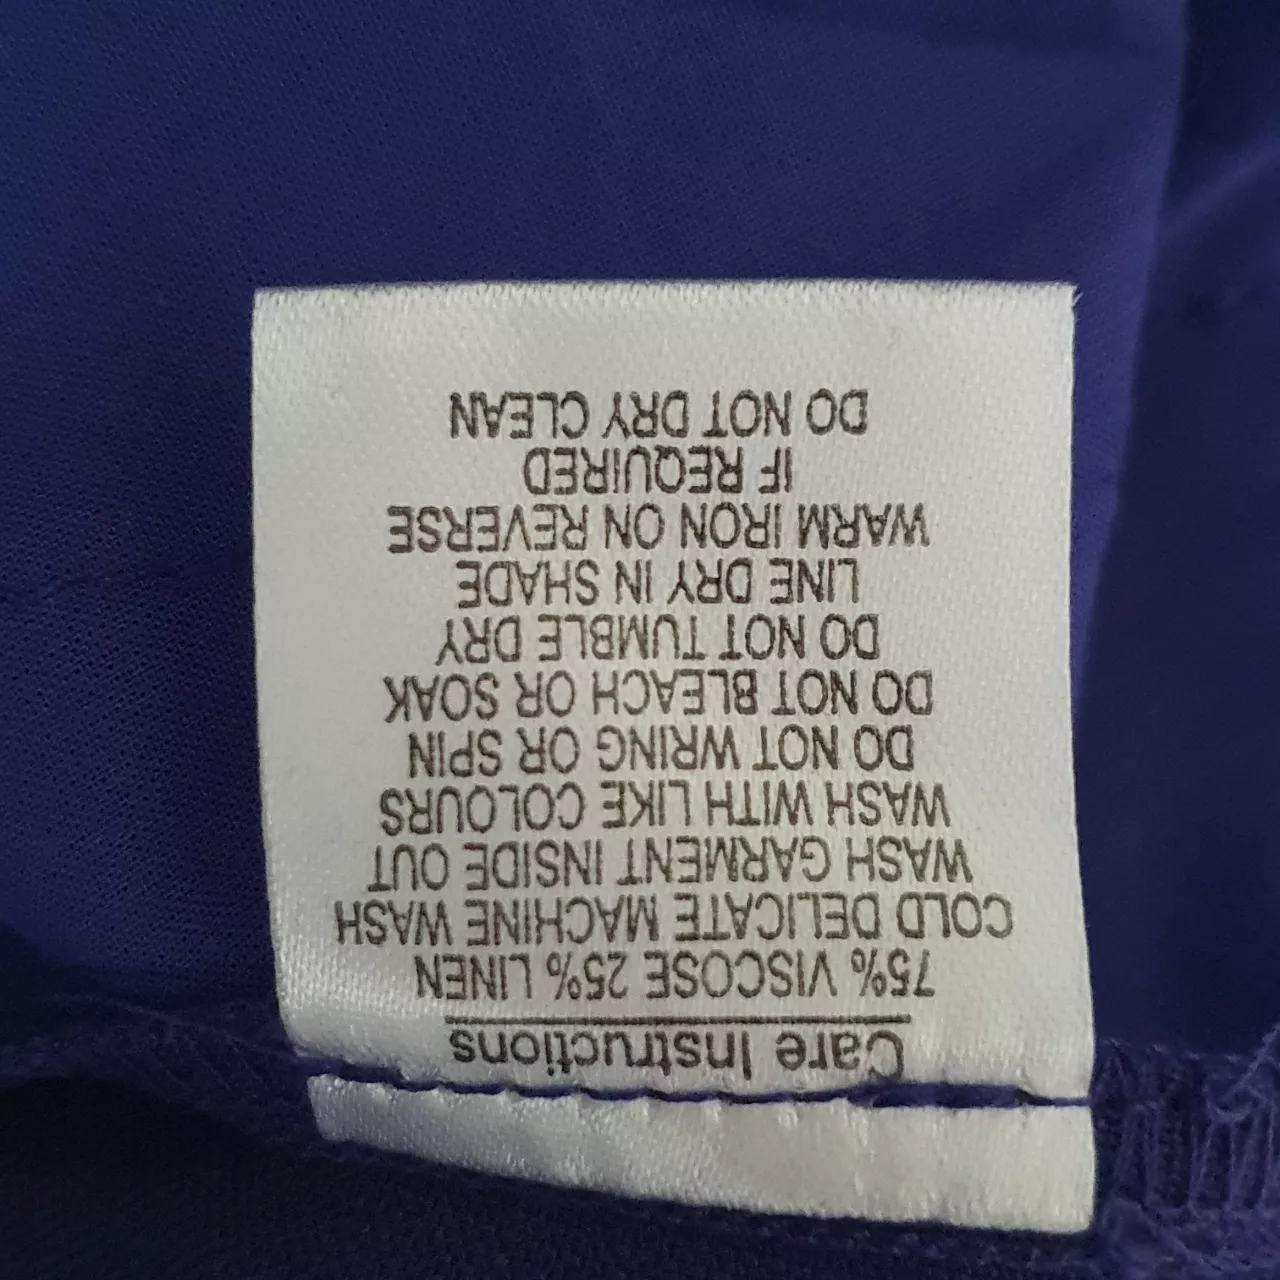 Care Instructions
75% VISCOSE 25% LINEN
COLD DELICATE MACHINE WASH
WASH GARMENT INSIDE OUT
WASH WITH LIKE COLOURS
DO NOT WRING OR SPIN
DO NOT BLEACH OR SOAK
DO NOT TUMBLE DRY
LINE DRY IN SHADE
WARM IRON ON REVERSE
IF REQUIRED
DO NOT DRY CLEAN